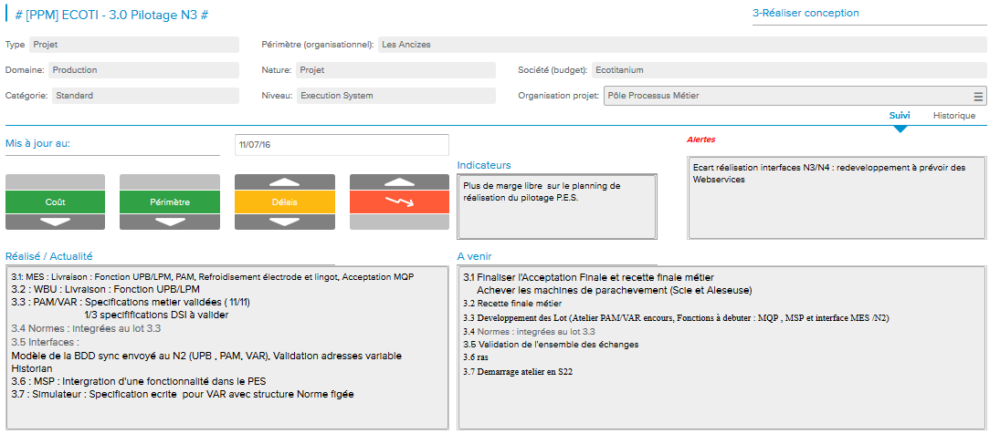 # [PPM] ECOTI - 3.0 Pilotage N3 #
3-Réaliser conception
Type Projet Périmètre (organisationnel): Les Ancizes
Domaine: Production Nature: Projet Société (budget): Ecotitanium
Catégorie: Standard Niveau: Execution System Organisation projet: Pôle Processus Métier
Suivi Historique
Mis à jour au: 11/07/16
Alertes
Ecart réalisation interfaces N3/N4 : redeveloppement à prévoir des
Webservices
Indicateurs
Plus de marge libre sur le planning de
réalisation du pilotage P.E.S.
Coût Périmètre Délais
Réalisé / Actualité
3.1: MES : Livraison : Fonction UPB/LPM, PAM, Refroidisement électrode et lingot, Acceptation MQP
3.2 : WBU : Livraison : Fonction UPB/LPM
3.3 : PAM/VAR : Specifications metier validées ( 11/11)
1/3 specififications DSI à valider
3.4 Normes : integrées au lot 3.3
3.5 Interfaces :
Modèle de la BDD sync envoyé au N2 (UPB , PAM, VAR), Validation adresses variable
Historian
3.6 : MSP : Intergration d'une fonctionnalité dans le PES
3.7 : Simulateur : Specification ecrite pour VAR avec structure Norme figée
A venir
3.1 Finaliser l'Acceptation Finale et recette finale métier
Achever les machines de parachevement (Scie et Aleseuse)
3.2 Recette finale métier
3.3 Developpement des Lot (Atelier PAM/VAR encours, Fonctions à debuter : MQP , MSP et interface MES /N2)
3.4 Normes : integrées au lot 3.3
3.5 Validation de l'ensemble des échanges
3.6 ras
3.7 Demarrage atelier en S22